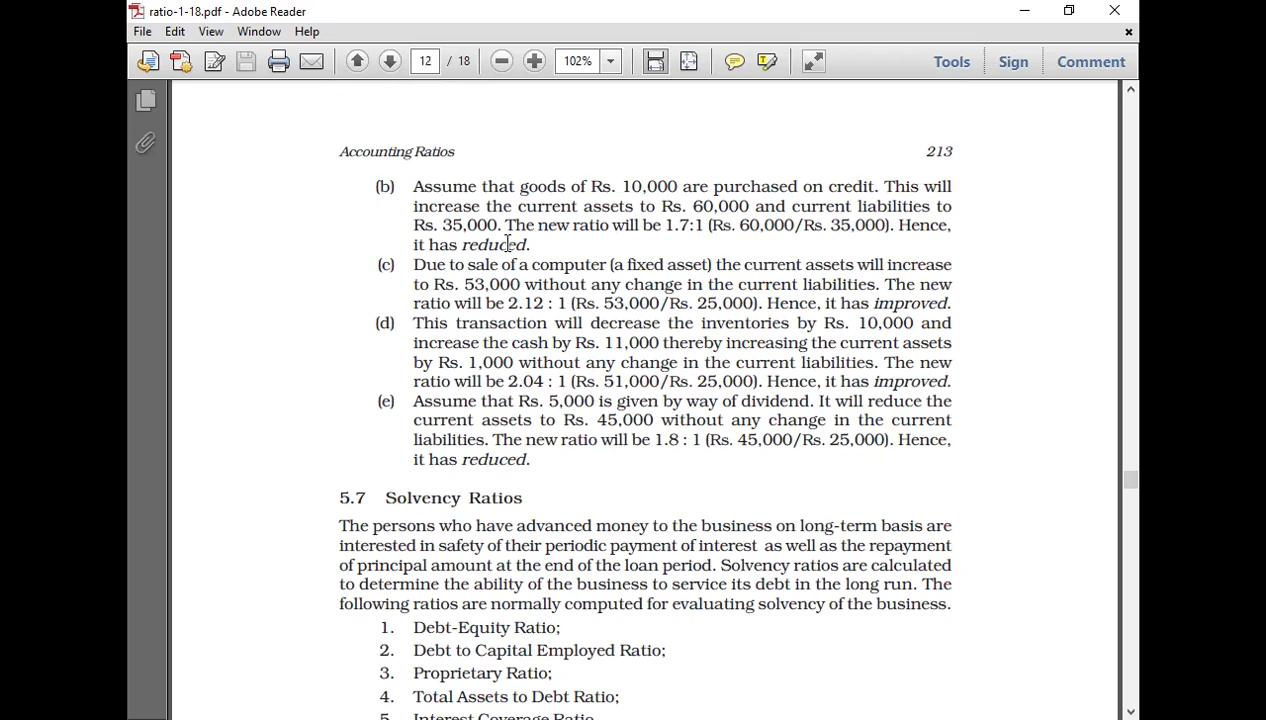 ratio-1-18.pdf - Adobe Reader
File Edit View Window Help
12 / 18 102% Tools Sign Comment
Accounting Ratios 213
(b) Assume that goods of Rs. 10,000 are purchased on credit. This will
increase the current assets to Rs. 60,000 and current liabilities to
Rs. 35,000. The new ratio will be 1.7:1 (Rs. 60,000/Rs. 35,000). Hence,
it has reduced.
(c) Due to sale of a computer (a fixed asset) the current assets will increase
to Rs. 53,000 without any change in the current liabilities. The new
ratio will be 2.12 : 1 (Rs. 53,000/Rs. 25,000). Hence, it has improved.
(d) This transaction will decrease the inventories by Rs. 10,000 and
increase the cash by Rs. 11,000 thereby increasing the current assets
by Rs. 1,000 without any change in the current liabilities. The new
ratio will be 2.04 : 1 (Rs. 51,000/Rs. 25,000). Hence, it has improved.
(e) Assume that Rs. 5,000 is given by way of dividend. It will reduce the
current assets to Rs. 45,000 without any change in the current
liabilities. The new ratio will be 1.8 : 1 (Rs. 45,000/Rs. 25,000). Hence,
it has reduced.
5.7 Solvency Ratios
The persons who have advanced money to the business on long-term basis are
interested in safety of their periodic payment of interest as well as the repayment
of principal amount at the end of the loan period. Solvency ratios are calculated
to determine the ability of the business to service its debt in the long run. The
following ratios are normally computed for evaluating solvency of the business.
1. Debt-Equity Ratio;
2. Debt to Capital Employed Ratio;
3. Proprietary Ratio;
4. Total Assets to Debt Ratio;
5. Interest Coverage Ratio